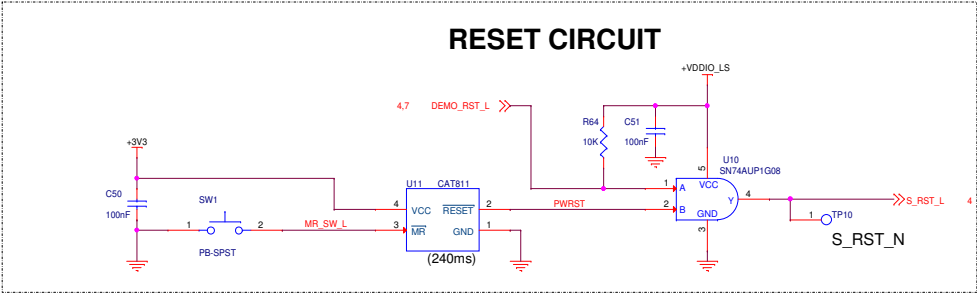 RESET CIRCUIT
+VDDIO_LS
4,7 DEMO_RST_L
R64
10K
C51
100nF
U10
SN74AUP1G08
+3V3
C50
100nF
SW1
1 2
PB-SPST
MR_SW_L
U11 CAT811
4 VCC
RESET 2
3 MR
GND 1
(240ms)
PWRST
5
VCC
1 A
2 B
Y 4
GND
3
S_RST_L 4
1 TP10
S_RST_N